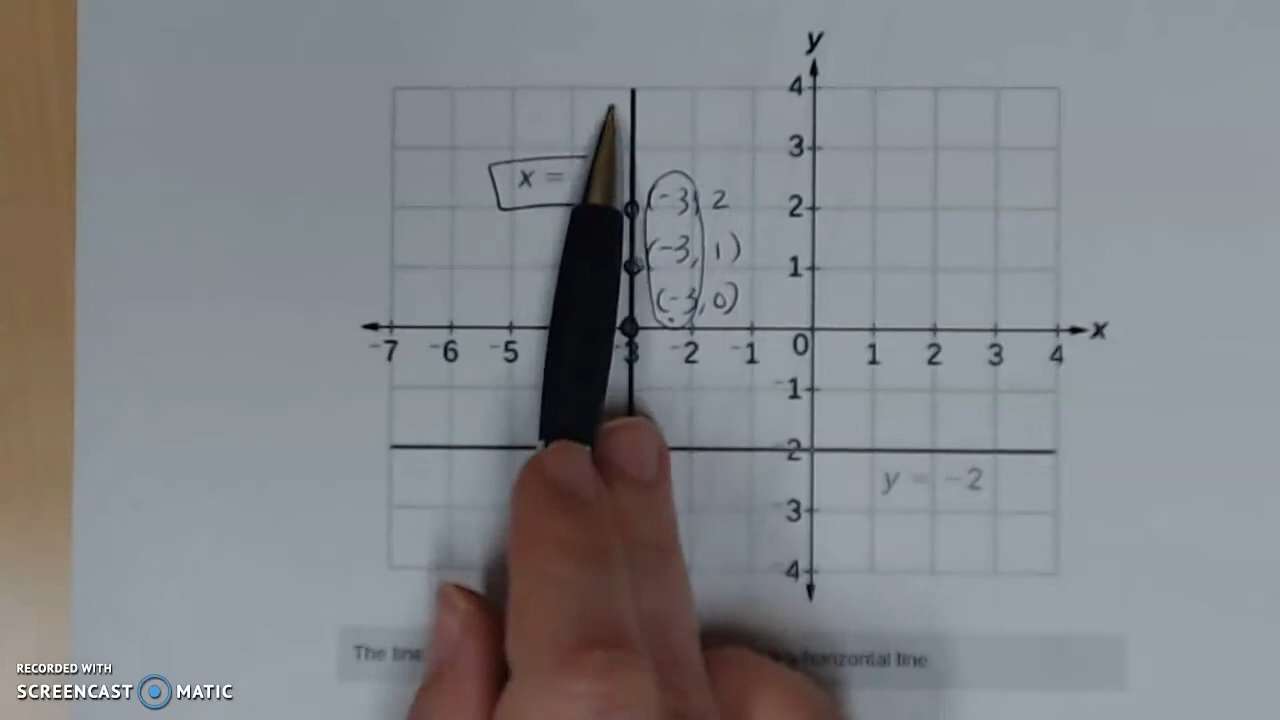 y
4
3
x =
(-3, 2
2
(-3, 1)
1
(-3, 0)
x
-7 -6 -5 -3 -2 -1 0 1 2 3 4
-1
-2
y = -2
3
4
The line
horizontal line
RECORDED WITH
SCREENCAST MATIC